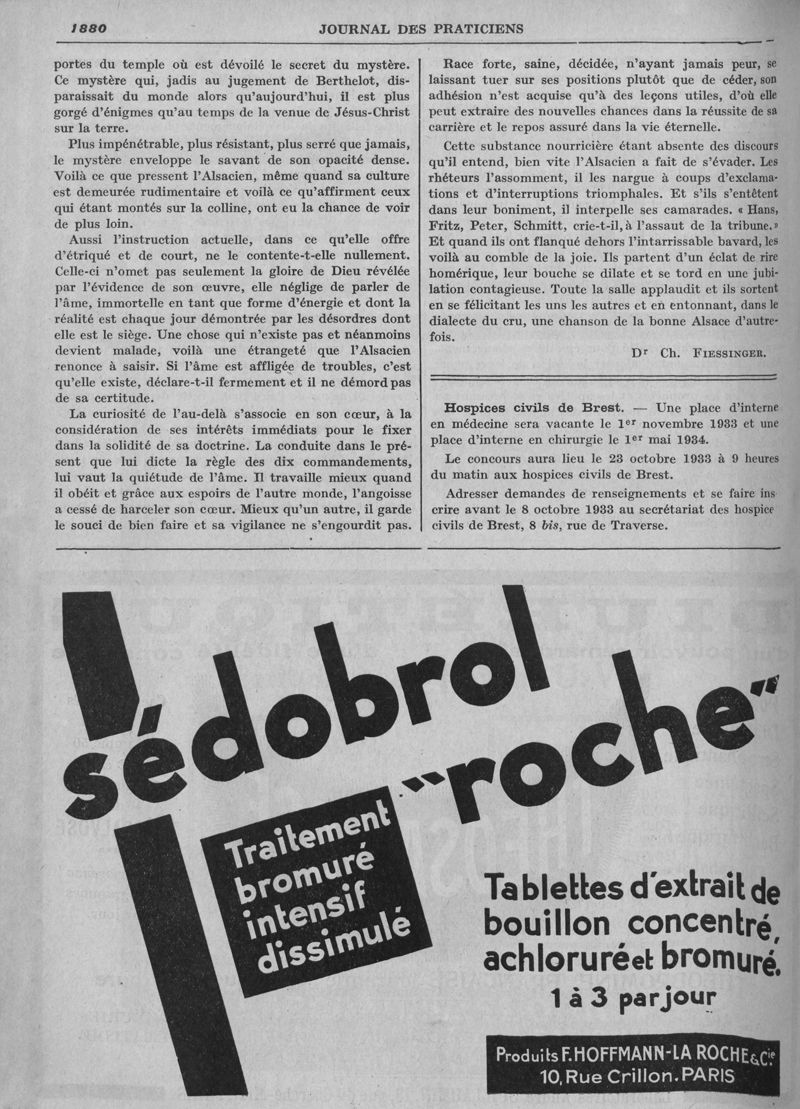 1880
JOURNAL DES PRATICIENS
portes du temple où est dévoilé le secret du mystère.
Ce mystère qui, jadis au jugement de Berthelot, dis-
paraissait du monde alors qu'aujourd'hui, il est plus
gorgé d'énigmes qu'au temps de la venue de Jésus-Christ
sur la terre.
Plus impénétrable, plus résistant, plus serré que jamais,
le mystère enveloppe le savant de son opacité dense.
Voilà ce que pressent l'Alsacien, même quand sa culture
est demeurée rudimentaire et voilà ce qu'affirment ceux
qui étant montés sur la colline, ont eu la chance de voir
de plus loin.
Aussi l'instruction actuelle, dans ce qu'elle offre
d'étriqué et de court, ne le contente-t-elle nullement.
Celle-ci n'omet pas seulement la gloire de Dieu révélée
par l'évidence de son œuvre, elle néglige de parler de
l'âme, immortelle en tant que forme d'énergie et dont la
réalité est chaque jour démontrée par les désordres dont
elle est le siège. Une chose qui n'existe pas et néanmoins
devient malade, voilà une étrangeté que l'Alsacien
renonce à saisir. Si l'âme est affligée de troubles, c'est
qu'elle existe, déclare-t-il fermement et il ne démord pas
de sa certitude.
La curiosité de l'au-delà s'associe en son cœur, à la
considération de ses intérêts immédiats pour le fixer
dans la solidité de sa doctrine. La conduite dans le pré-
sent que lui dicte la règle des dix commandements,
lui vaut la quiétude de l'âme. Il travaille mieux quand
il obéit et grâce aux espoirs de l'autre monde, l'angoisse
a cessé de harceler son cœur. Mieux qu'un autre, il garde
le souci de bien faire et sa vigilance ne s'engourdit pas.
Race forte, saine, décidée, n'ayant jamais peur, se
laissant tuer sur ses positions plutôt que de céder, son
adhésion n'est acquise qu'à des leçons utiles, d'où elle
peut extraire des nouvelles chances dans la réussite de sa
carrière et le repos assuré dans la vie éternelle.
Cette substance nourricière étant absente des discours
qu'il entend, bien vite l'Alsacien a fait de s'évader. Les
rhéteurs l'assomment, il les nargue à coups d'exclama-
tions et d'interruptions triomphales. Et s'ils s'entêtent
dans leur boniment, il interpelle ses camarades. « Hans,
Fritz, Peter, Schmitt, crie-t-il, à l'assaut de la tribune. »
Et quand ils ont flanqué dehors l'intarrissable bavard, les
voilà au comble de la joie. Ils partent d'un éclat de rire
homérique, leur bouche se dilate et se tord en une jubi-
lation contagieuse. Toute la salle applaudit et ils sortent
en se félicitant les uns les autres et en entonnant, dans le
dialecte du cru, une chanson de la bonne Alsace d'autre-
fois.
Dr Ch. FIESSINGER.
Hospices civils de Brest. — Une place d'interne
en médecine sera vacante le 1er novembre 1933 et une
place d'interne en chirurgie le 1er mai 1934.
Le concours aura lieu le 23 octobre 1933 à 9 heures
du matin aux hospices civils de Brest.
Adresser demandes de renseignements et se faire ins
crire avant le 8 octobre 1933 au secrétariat des hospice
civils de Brest, 8 bis, rue de Traverse.
sédobrol
"roche"
Traitement
bromuré
intensif
dissimulé
Tablettes d'extrait de
bouillon concentré,
achloruré et bromuré.
1 à 3 par jour
Produits F. HOFFMANN-LA ROCHE & Cie
10, Rue Crillon. PARIS